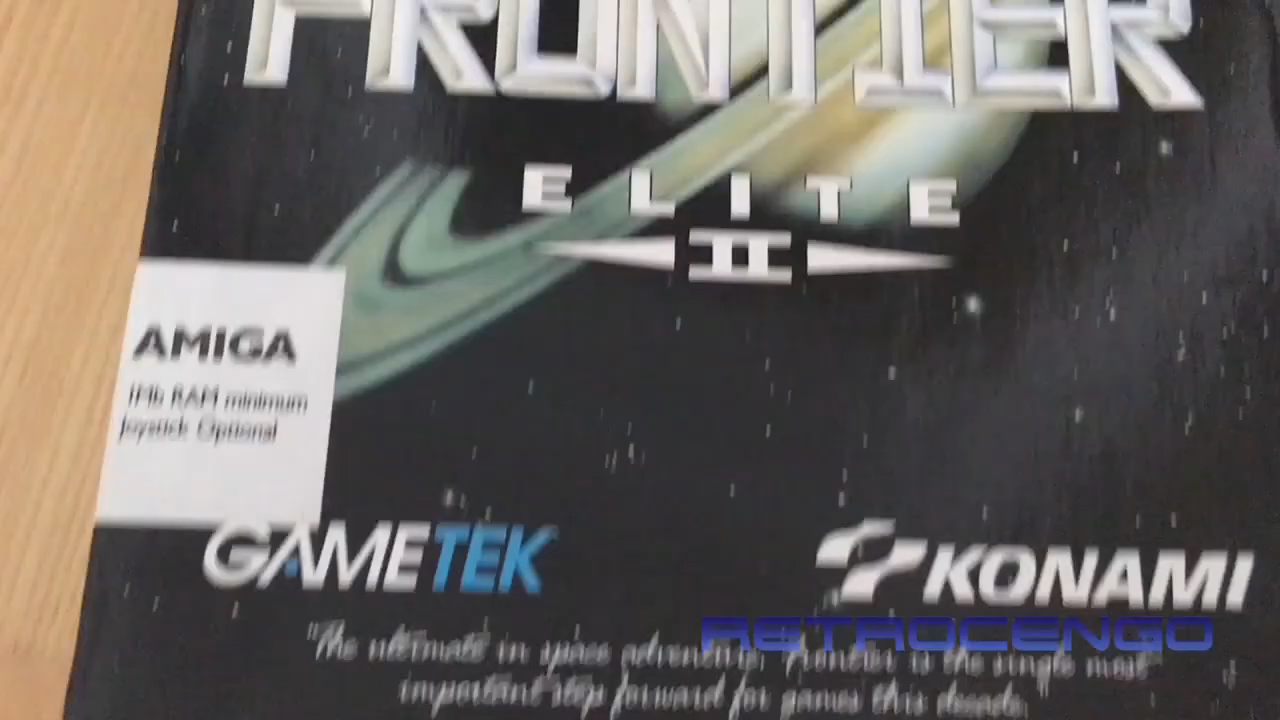 FRONTIER
ELITE
II
AMIGA
1Mb RAM minimum
Joystick Optional
GAMETEK
KONAMI
RETROCENGO
"The ultimate in space adventure. Frontier is the single most
important step forward for games this decade."